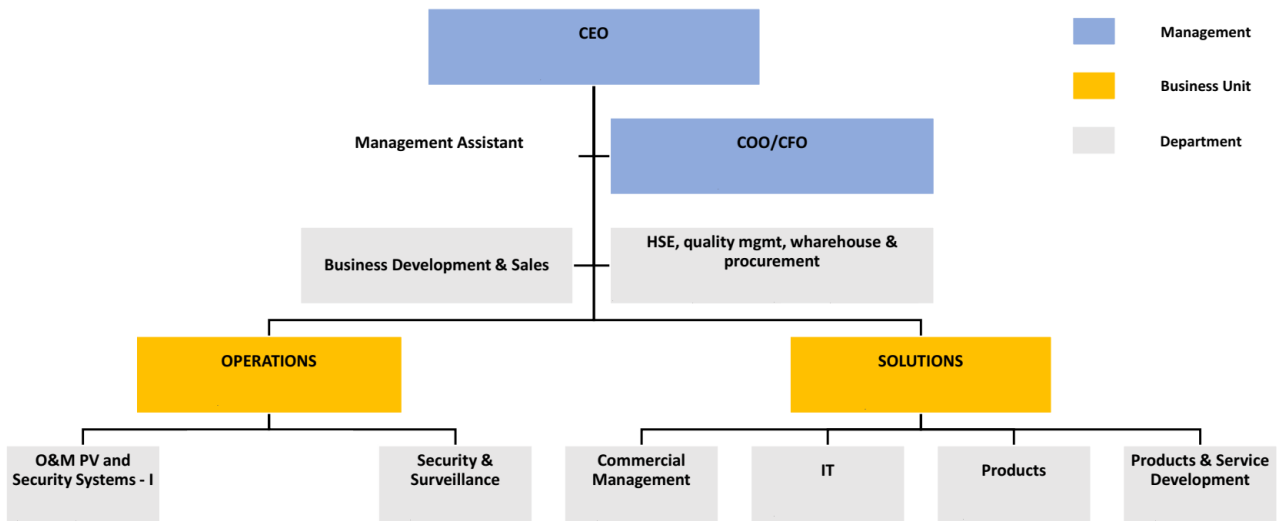 CEO
Management
Business Unit
Management Assistant
COO/CFO
Department
Business Development & Sales
HSE, quality mgmt, wharehouse &
procurement
OPERATIONS
SOLUTIONS
O&M PV and
Security Systems - I
Security &
Surveillance
Commercial
Management
IT
Products
Products & Service
Development